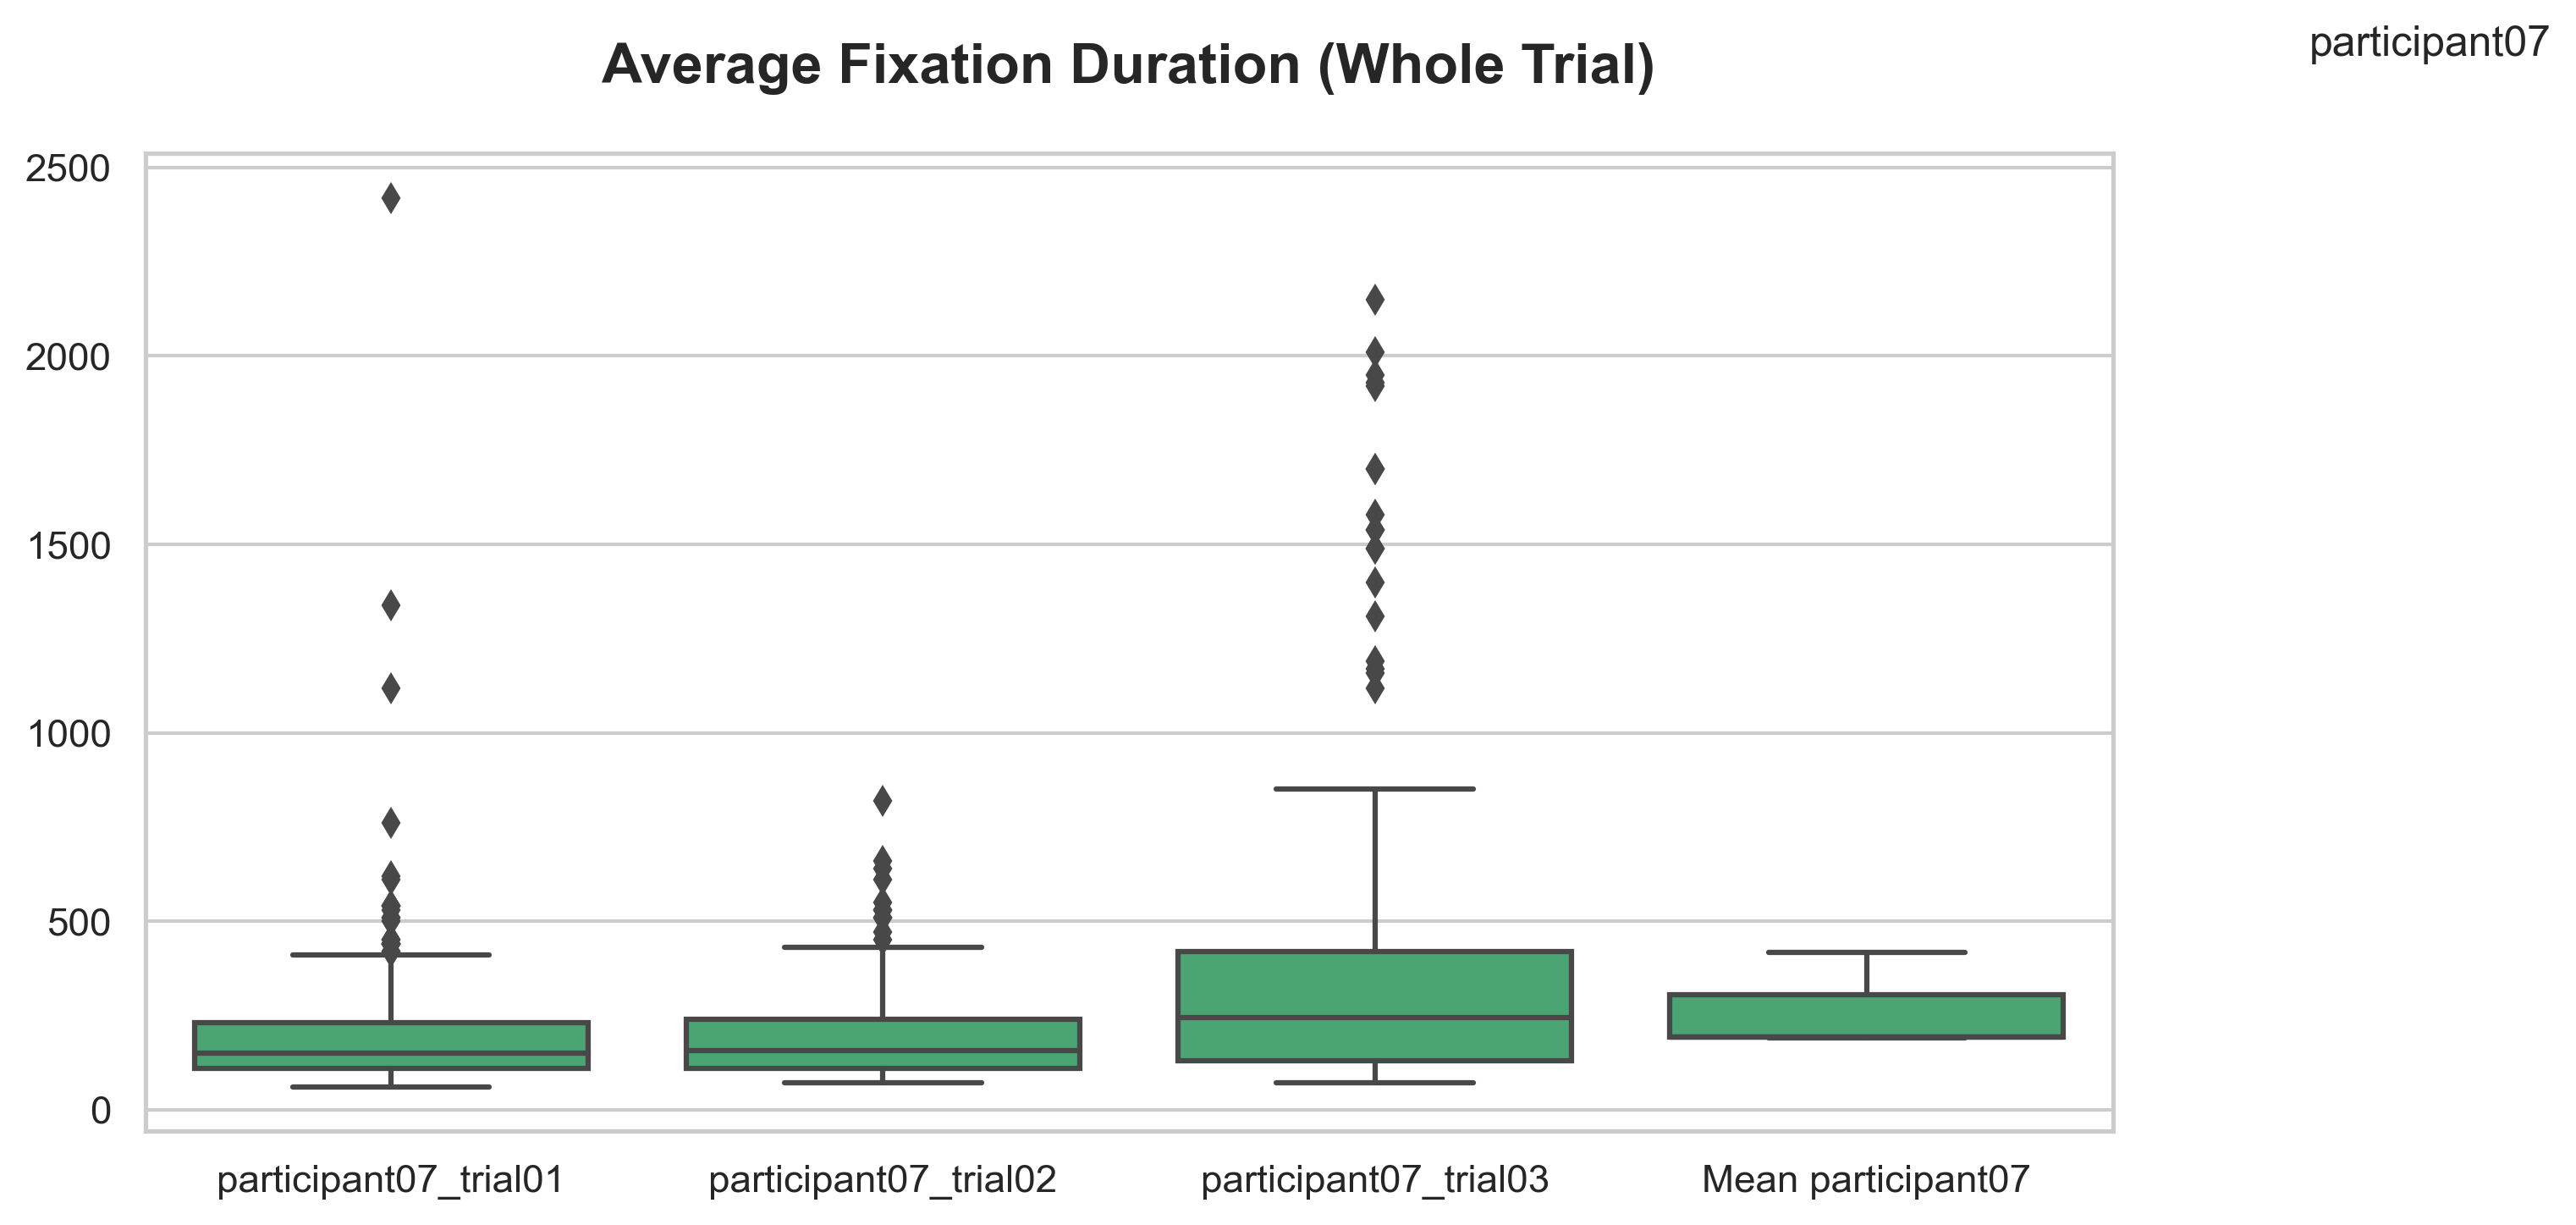 participant07
Average Fixation Duration (Whole Trial)
2500
2000
1500
1000
500
0
participant07_trial01
participant07_trial02
participant07_trial03
Mean participant07